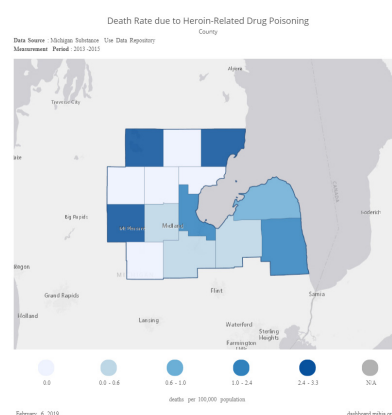 Death Rate due to Heroin-Related Drug Poisoning
County
Data Source : Michigan Substance Use Data Repository
Measurement Period : 2013-2015
Alpena
Traverse City
Big Rapids
Midland
Goderich
Grand Rapids
Flint
Sarnia
Holland
Lansing
Waterford
Sterling
Heights
Farmington
0.0
0.0 - 0.6
0.6 - 1.0
1.0 - 2.4
2.4 - 3.3
N/A
deaths per 100,000 population
February 6, 2019